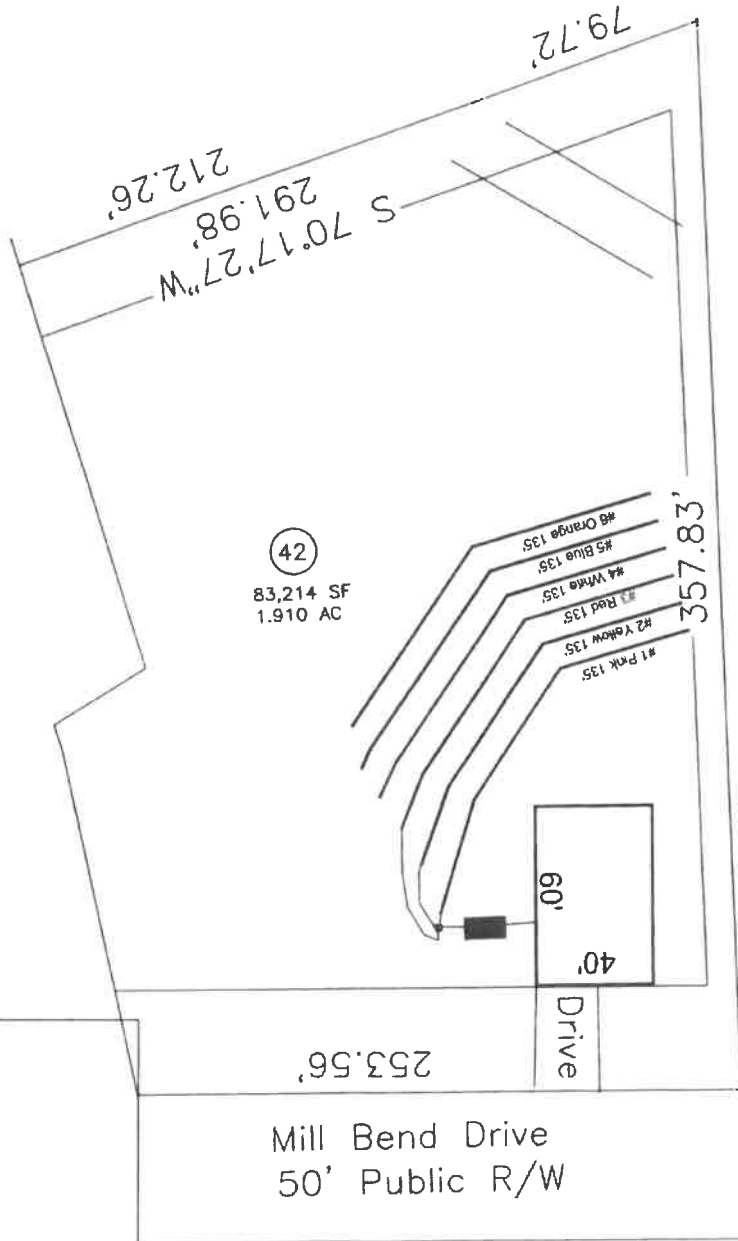 79.72'
212.26'
291.98'
S 70°17'27"W
42
83,214 SF
1.910 AC
#6 Orange 135'
#5 Blue 135'
#4 White 135'
#3 Red 135'
#2 Yellow 135'
#1 Pink 135'
357.83'
60'
40'
Drive
253.56'
Mill Bend Drive
50' Public R/W